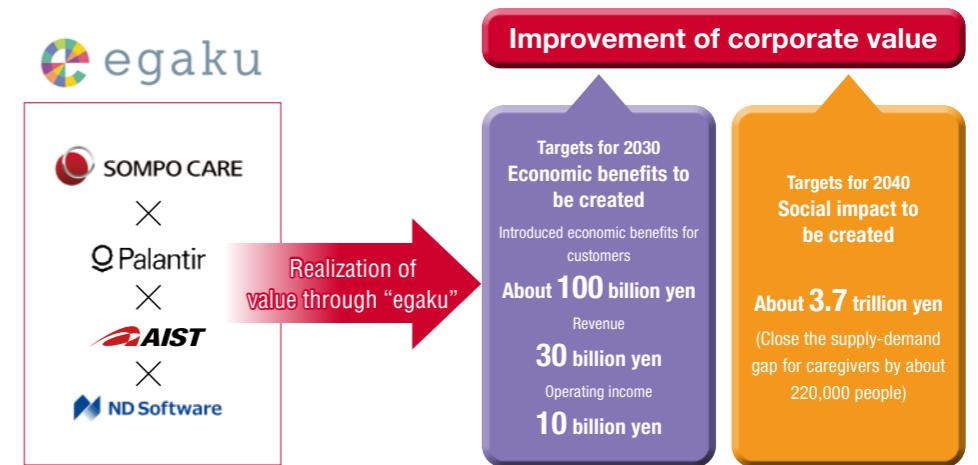 egaku
SOMPO CARE
×
Palantir
×
AIST
×
ND Software
Realization of
value through “egaku”
Improvement of corporate value
Targets for 2030
Economic benefits to
be created
Introduced economic benefits for
customers
About 100 billion yen
Revenue
30 billion yen
Operating income
10 billion yen
Targets for 2040
Social impact to
be created
About 3.7 trillion yen
(Close the supply-demand
gap for caregivers by about
220,000 people)